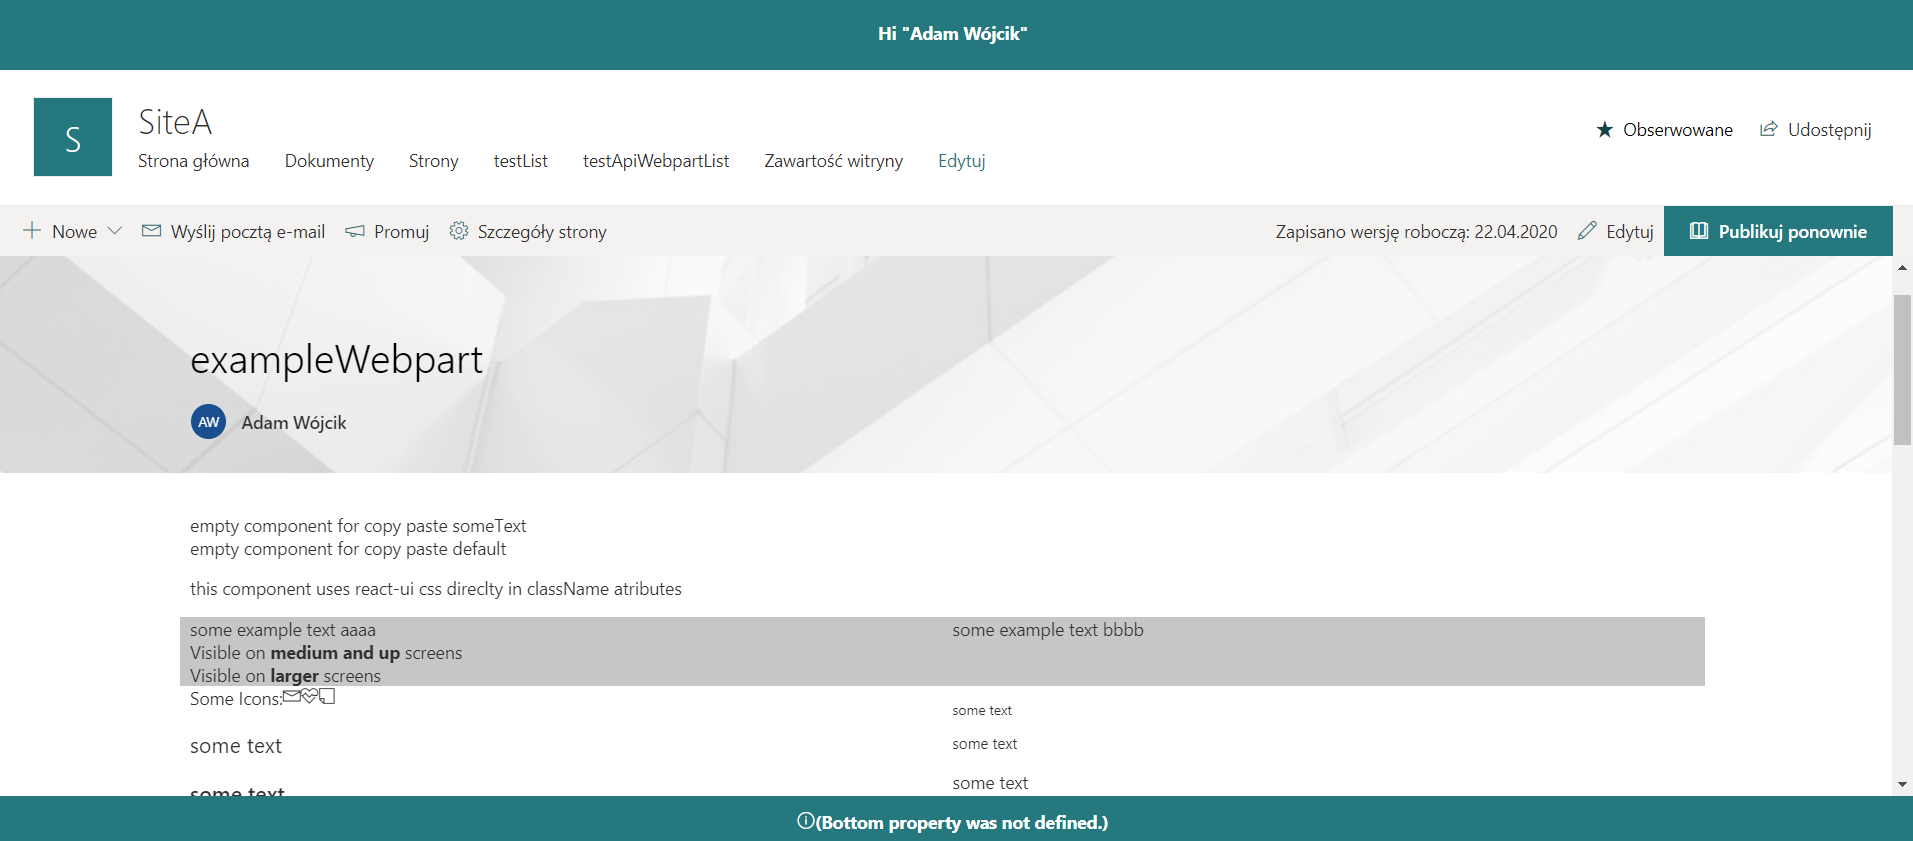 Hi "Adam Wójcik"
S
SiteA
Strona główna Dokumenty Strony testList testApiWebpartList Zawartość witryny Edytuj
Obserwowane Udostępnij
Nowe Wyślij pocztą e-mail Promuj Szczegóły strony Zapisano wersję roboczą: 22.04.2020 Edytuj Publikuj ponownie
exampleWebpart
AW Adam Wójcik
empty component for copy paste someText
empty component for copy paste default
this component uses react-ui css direclty in className atributes
some example text aaaa
Visible on medium and up screens
Visible on larger screens
some example text bbbb
Some Icons:
some text
some text
some text
some text
some text
(Bottom property was not defined.)